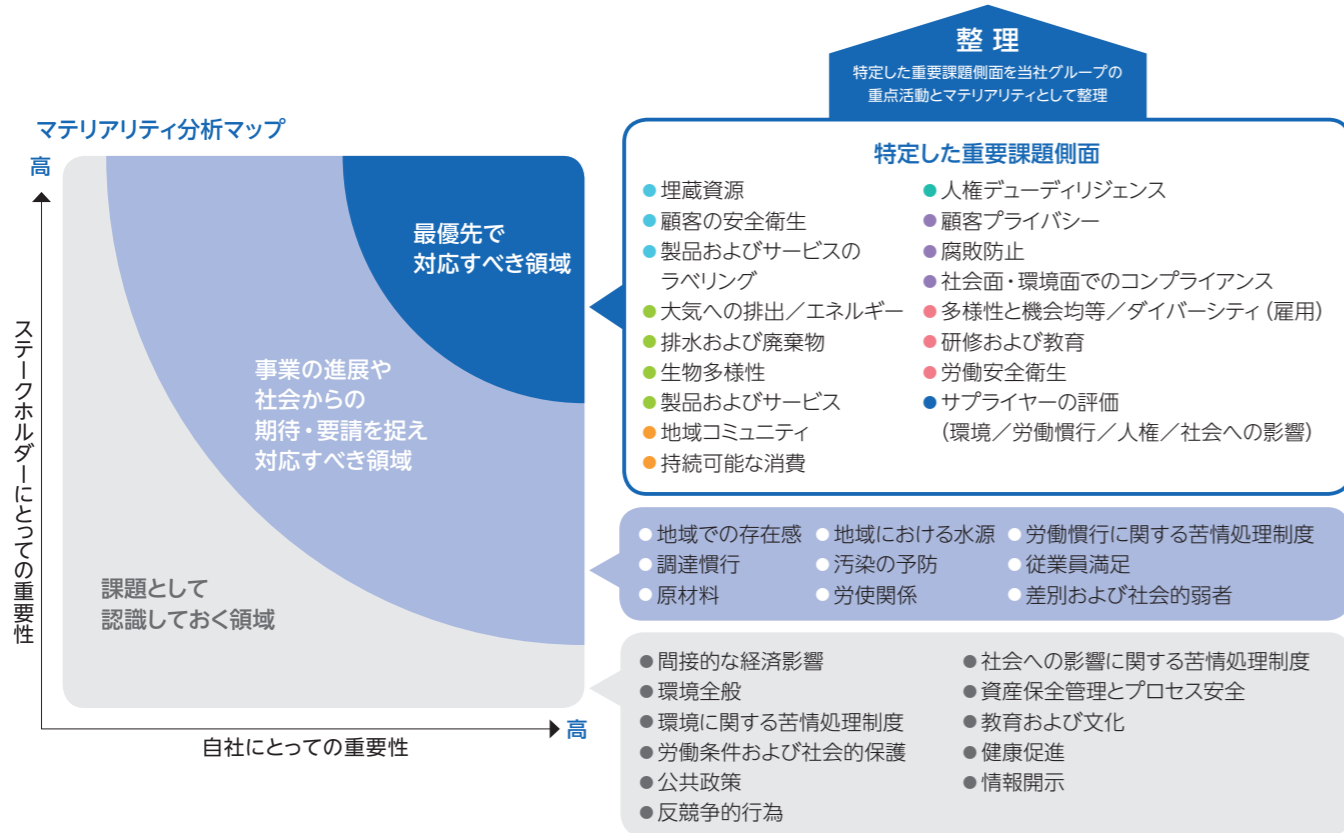 整 理
特定した重要課題側面を当社グループの
重点活動とマテリアリティとして整理
マテリアリティ分析マップ
高
ステークホルダーにとっての重要性
最優先で
対応すべき領域
事業の進展や
社会からの
期待・要請を捉え
対応すべき領域
課題として
認識しておく領域
高
自社にとっての重要性
特定した重要課題側面
●埋蔵資源
●顧客の安全衛生
●製品およびサービスの
ラベリング
●大気への排出／エネルギー
●排水および廃棄物
●生物多様性
●製品およびサービス
●地域コミュニティ
●持続可能な消費
●人権デューディリジェンス
●顧客プライバシー
●腐敗防止
●社会面・環境面でのコンプライアンス
●多様性と機会均等／ダイバーシティ（雇用）
●研修および教育
●労働安全衛生
●サプライヤーの評価
（環境／労働慣行／人権／社会への影響）
●地域での存在感
●調達慣行
●原材料
●地域における水源
●汚染の予防
●労使関係
●労働慣行に関する苦情処理制度
●従業員満足
●差別および社会的弱者
●間接的な経済影響
●環境全般
●環境に関する苦情処理制度
●労働条件および社会的保護
●公共政策
●反競争的行為
●社会への影響に関する苦情処理制度
●資産保全管理とプロセス安全
●教育および文化
●健康促進
●情報開示